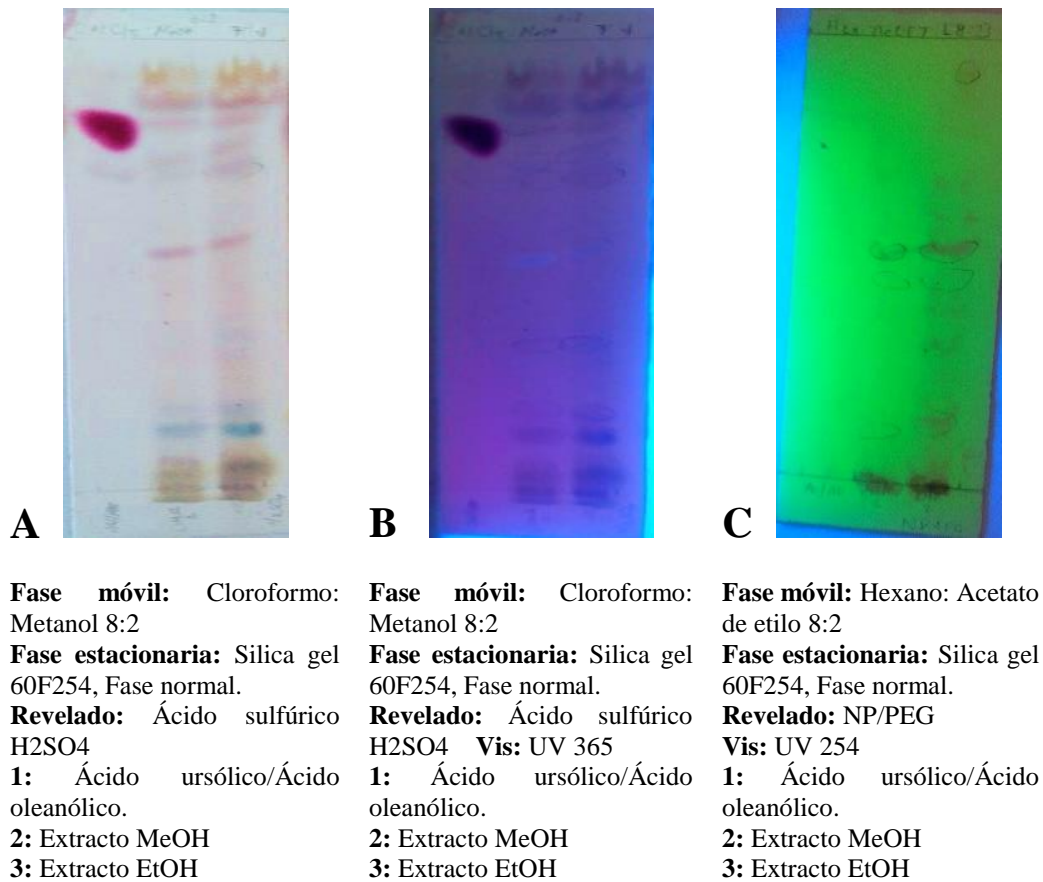 A
B
C
Fase móvil: Cloroformo:
Metanol 8:2
Fase estacionaria: Silica gel
60F254, Fase normal.
Revelado: Ácido sulfúrico
H2SO4
1: Ácido ursólico/Ácido
oleanólico.
2: Extracto MeOH
3: Extracto EtOH
Fase móvil: Cloroformo:
Metanol 8:2
Fase estacionaria: Silica gel
60F254, Fase normal.
Revelado: Ácido sulfúrico
H2SO4 Vis: UV 365
1: Ácido ursólico/Ácido
oleanólico.
2: Extracto MeOH
3: Extracto EtOH
Fase móvil: Hexano: Acetato
de etilo 8:2
Fase estacionaria: Silica gel
60F254, Fase normal.
Revelado: NP/PEG
Vis: UV 254
1: Ácido ursólico/Ácido
oleanólico.
2: Extracto MeOH
3: Extracto EtOH